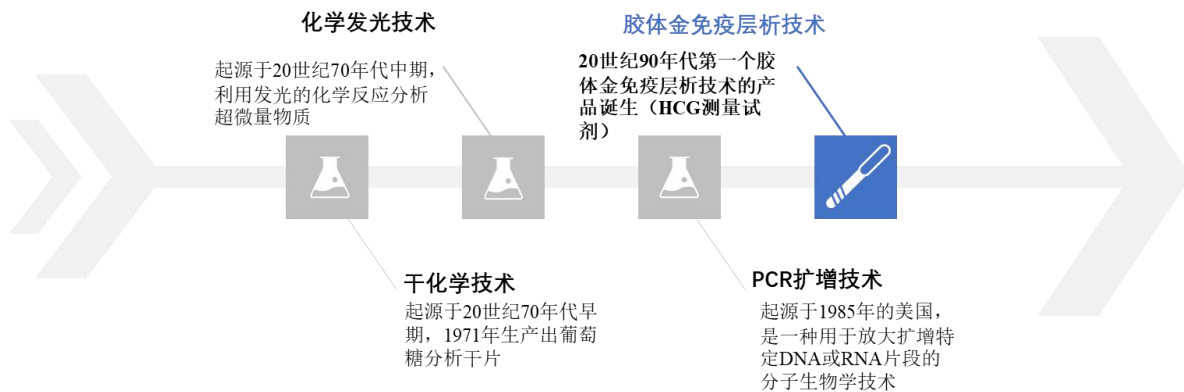 化学发光技术
起源于20世纪70年代中期，
利用发光的化学反应分析
超微量物质
胶体金免疫层析技术
20世纪90年代第一个胶
体金免疫层析技术的产
品诞生（HCG测量试
剂）
干化学技术
起源于20世纪70年代早
期，1971年生产出葡萄
糖分析干片
PCR扩增技术
起源于1985年的美国，
是一种用于放大扩增特
定DNA或RNA片段的
分子生物学技术